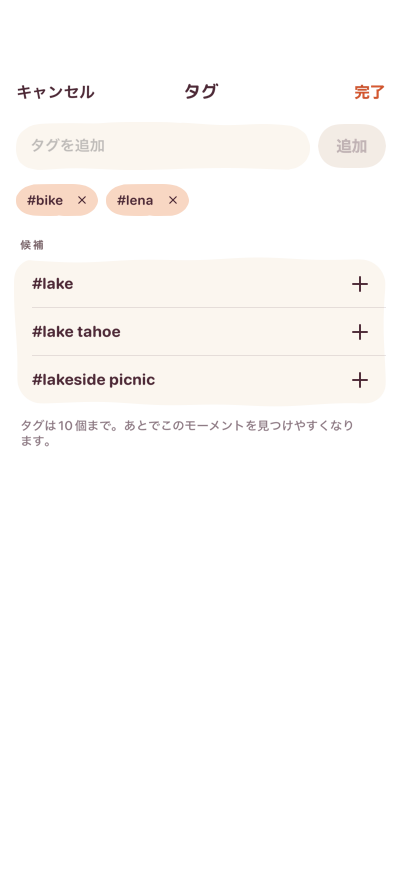 キャンセル タグ 完了
タグを追加 追加
#bike × #lena ×
候補
#lake
#lake tahoe
#lakeside picnic
タグは10個まで。あとでこのモーメントを見つけやすくなり
ます。